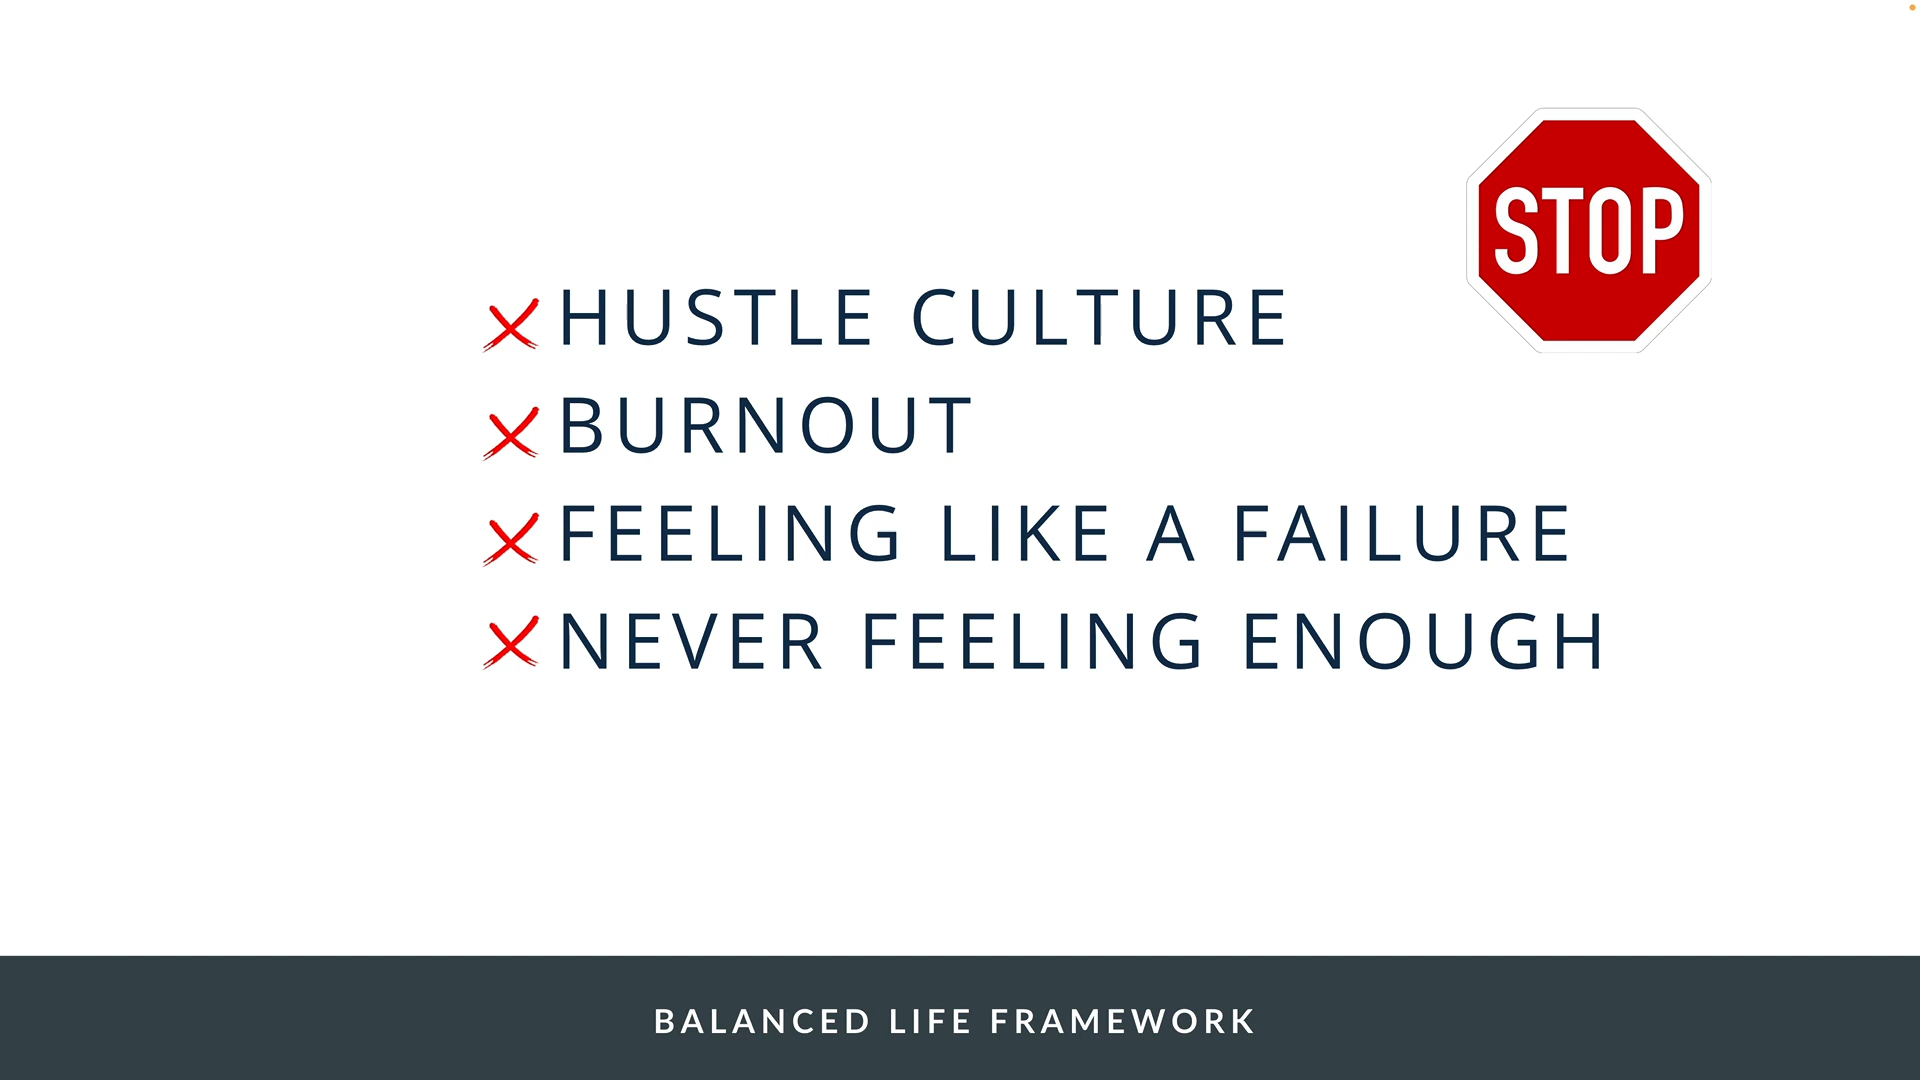 STOP
HUSTLE CULTURE
BURNOUT
FEELING LIKE A FAILURE
NEVER FEELING ENOUGH
BALANCED LIFE FRAMEWORK